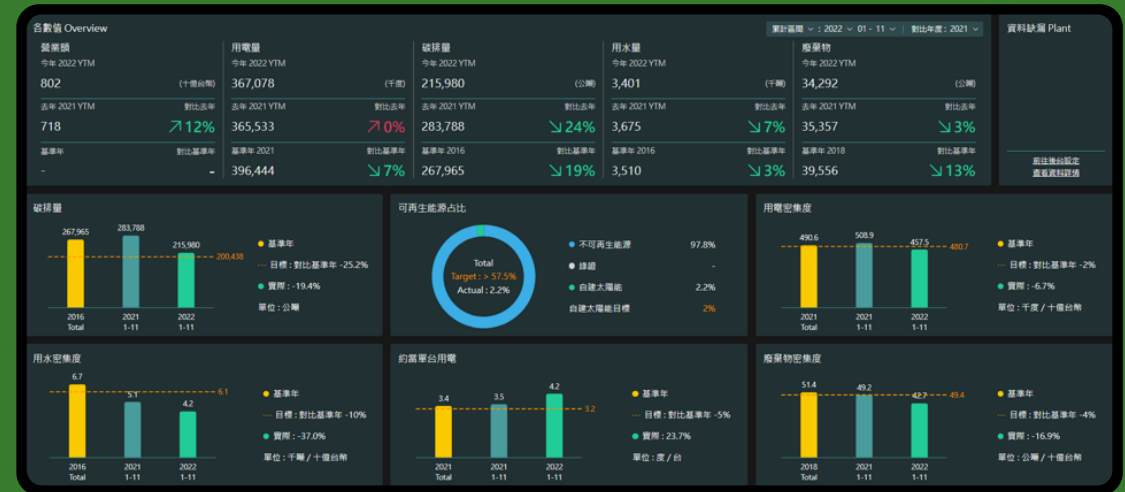 各數值 Overview
累計區間 : 2022 01 - 11 | 對比年度 : 2021
資料缺漏 Plant
營業額 用電量 碳排量 用水量 廢棄物
今年 2022 YTM 今年 2022 YTM 今年 2022 YTM 今年 2022 YTM 今年 2022 YTM
802 (十億台幣) 367,078 (千度) 215,980 (公噸) 3,401 (千噸) 34,292 (公噸)
去年 2021 YTM 對比去年 去年 2021 YTM 對比去年 去年 2021 YTM 對比去年 去年 2021 YTM 對比去年 去年 2021 YTM 對比去年
718 ↗12% 365,533 ↗0% 283,788 ↘24% 3,675 ↘7% 35,357 ↘3%
基準年 對比基準年 基準年 2021 對比基準年 基準年 2016 對比基準年 基準年 2016 對比基準年 基準年 2018 對比基準年
- - 396,444 ↘7% 267,965 ↘19% 3,510 ↘3% 39,556 ↘13%
前往後台設定
查看資料詳情
碳排量
267,965 283,788 215,980
200,438
2016 2021 2022
Total 1-11 1-11
基準年
目標 : 對比基準年 -25.2%
實際 : -19.4%
單位 : 公噸
可再生能源占比
Total
Target : > 57.5%
Actual : 2.2%
不可再生能源 97.8%
綠證 -
自建太陽能 2.2%
自建太陽能目標 2%
用電密集度
490.6 508.9 457.5
480.7
2021 2021 2022
Total 1-11 1-11
基準年
目標 : 對比基準年 -2%
實際 : -6.7%
單位 : 千度 / 十億台幣
用水密集度
6.7 5.1 4.2
6.1
2016 2021 2022
Total 1-11 1-11
基準年
目標 : 對比基準年 -10%
實際 : -37.0%
單位 : 千噸 / 十億台幣
約當單台用電
3.4 3.5 4.2
3.2
2021 2021 2022
Total 1-11 1-11
基準年
目標 : 對比基準年 -5%
實際 : 23.7%
單位 : 度 / 台
廢棄物密集度
51.4 49.2 42.7
49.4
2018 2021 2022
Total 1-11 1-11
基準年
目標 : 對比基準年 -4%
實際 : -16.9%
單位 : 公噸 / 十億台幣